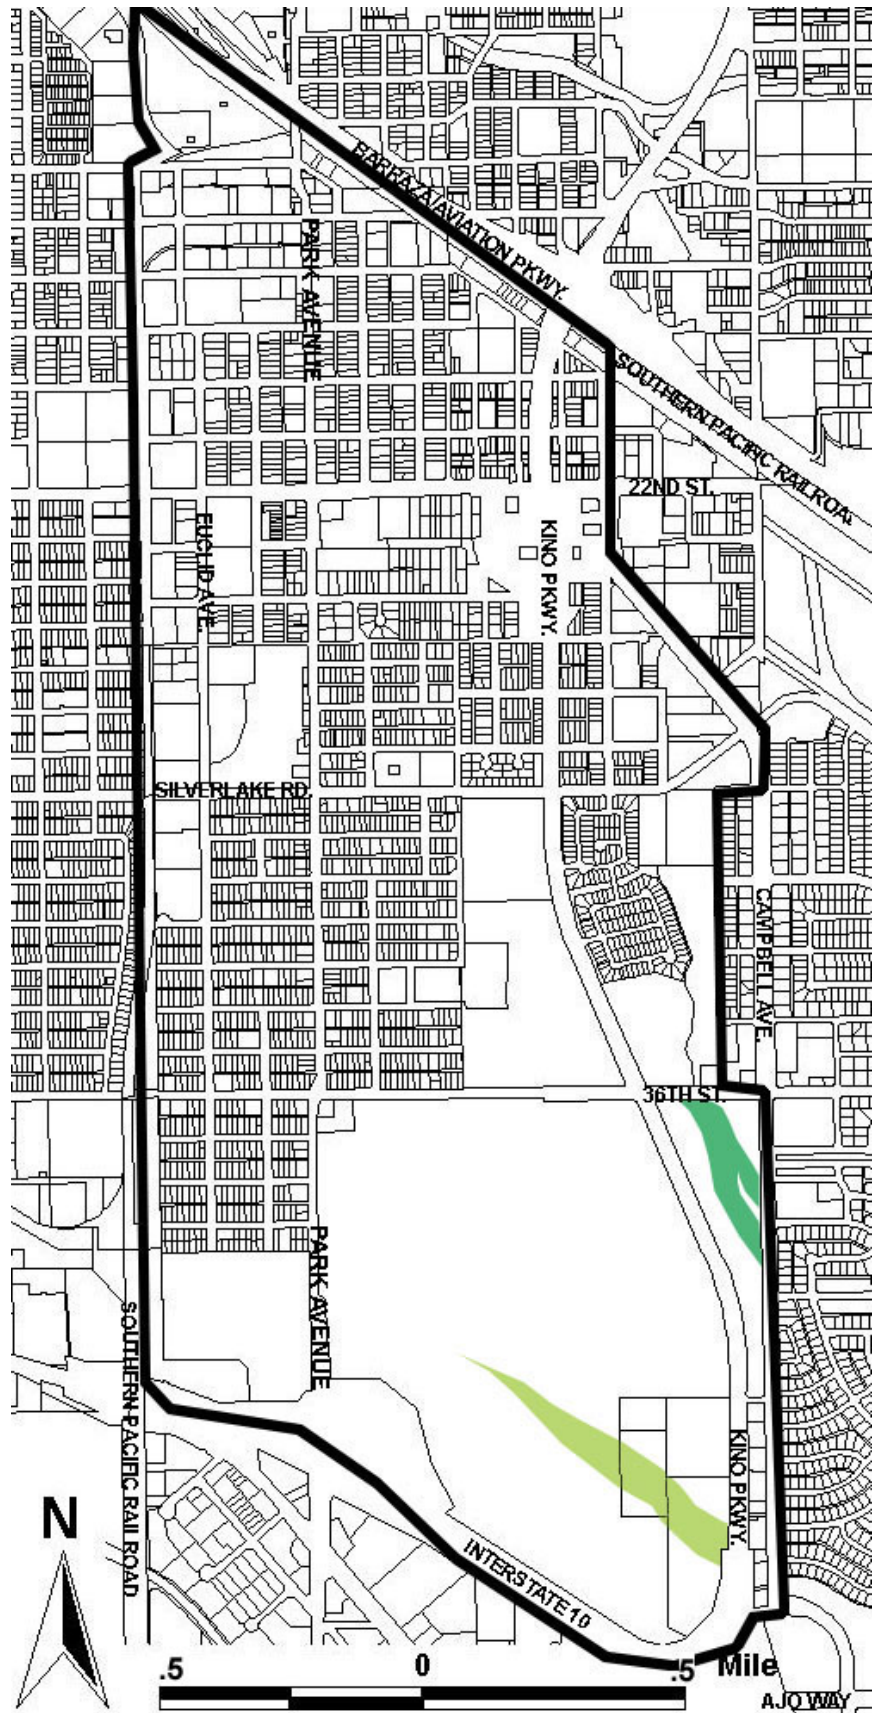 BARRAZA/AVIATION PKWY.
PARK AVENUE
SOUTHERN PACIFIC RAILROAD
22ND ST.
EUCLID AVE.
KINO PKWY.
SILVERLAKE RD.
CAMPBELL AVE.
36TH ST.
PARK AVENUE
SOUTHERN PACIFIC RAILROAD
KINO PKWY.
N
INTERSTATE 10
.5 0 .5 Mile
AJO WAY